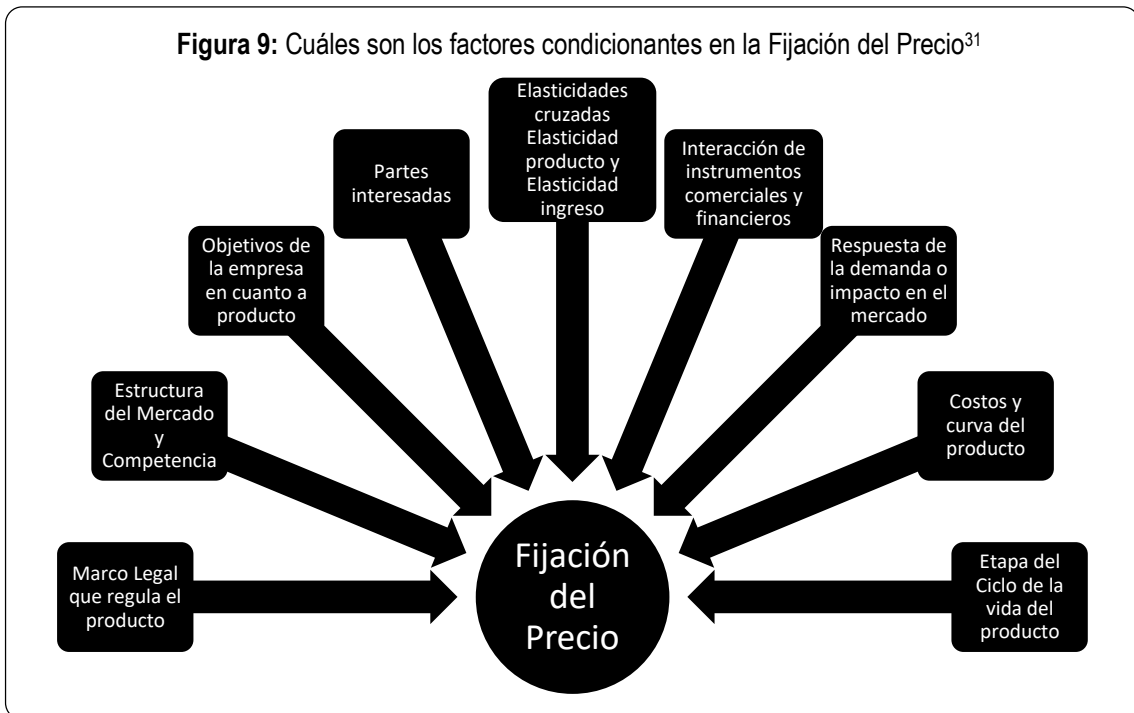 Figura 9: Cuáles son los factores condicionantes en la Fijación del Precio³¹
Marco Legal
que regula el
producto
Estructura
del Mercado
y
Competencia
Objetivos de
la empresa
en cuanto a
producto
Partes
interesadas
Elasticidades
cruzadas
Elasticidad
producto y
Elasticidad
ingreso
Interacción de
instrumentos
comerciales y
financieros
Respuesta de
la demanda o
impacto en el
mercado
Costos y
curva del
producto
Etapa del
Ciclo de la
vida del
producto
Fijación
del
Precio